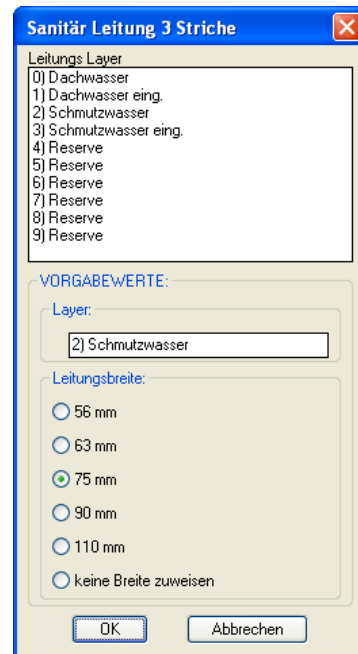 Sanitär Leitung 3 Striche
Leitungs Layer
0) Dachwasser
1) Dachwasser eing.
2) Schmutzwasser
3) Schmutzwasser eing.
4) Reserve
5) Reserve
6) Reserve
7) Reserve
8) Reserve
9) Reserve
VORGABEWERTE:
Layer:
2) Schmutzwasser
Leitungsbreite:
56 mm
63 mm
75 mm
90 mm
110 mm
keine Breite zuweisen
OK Abbrechen